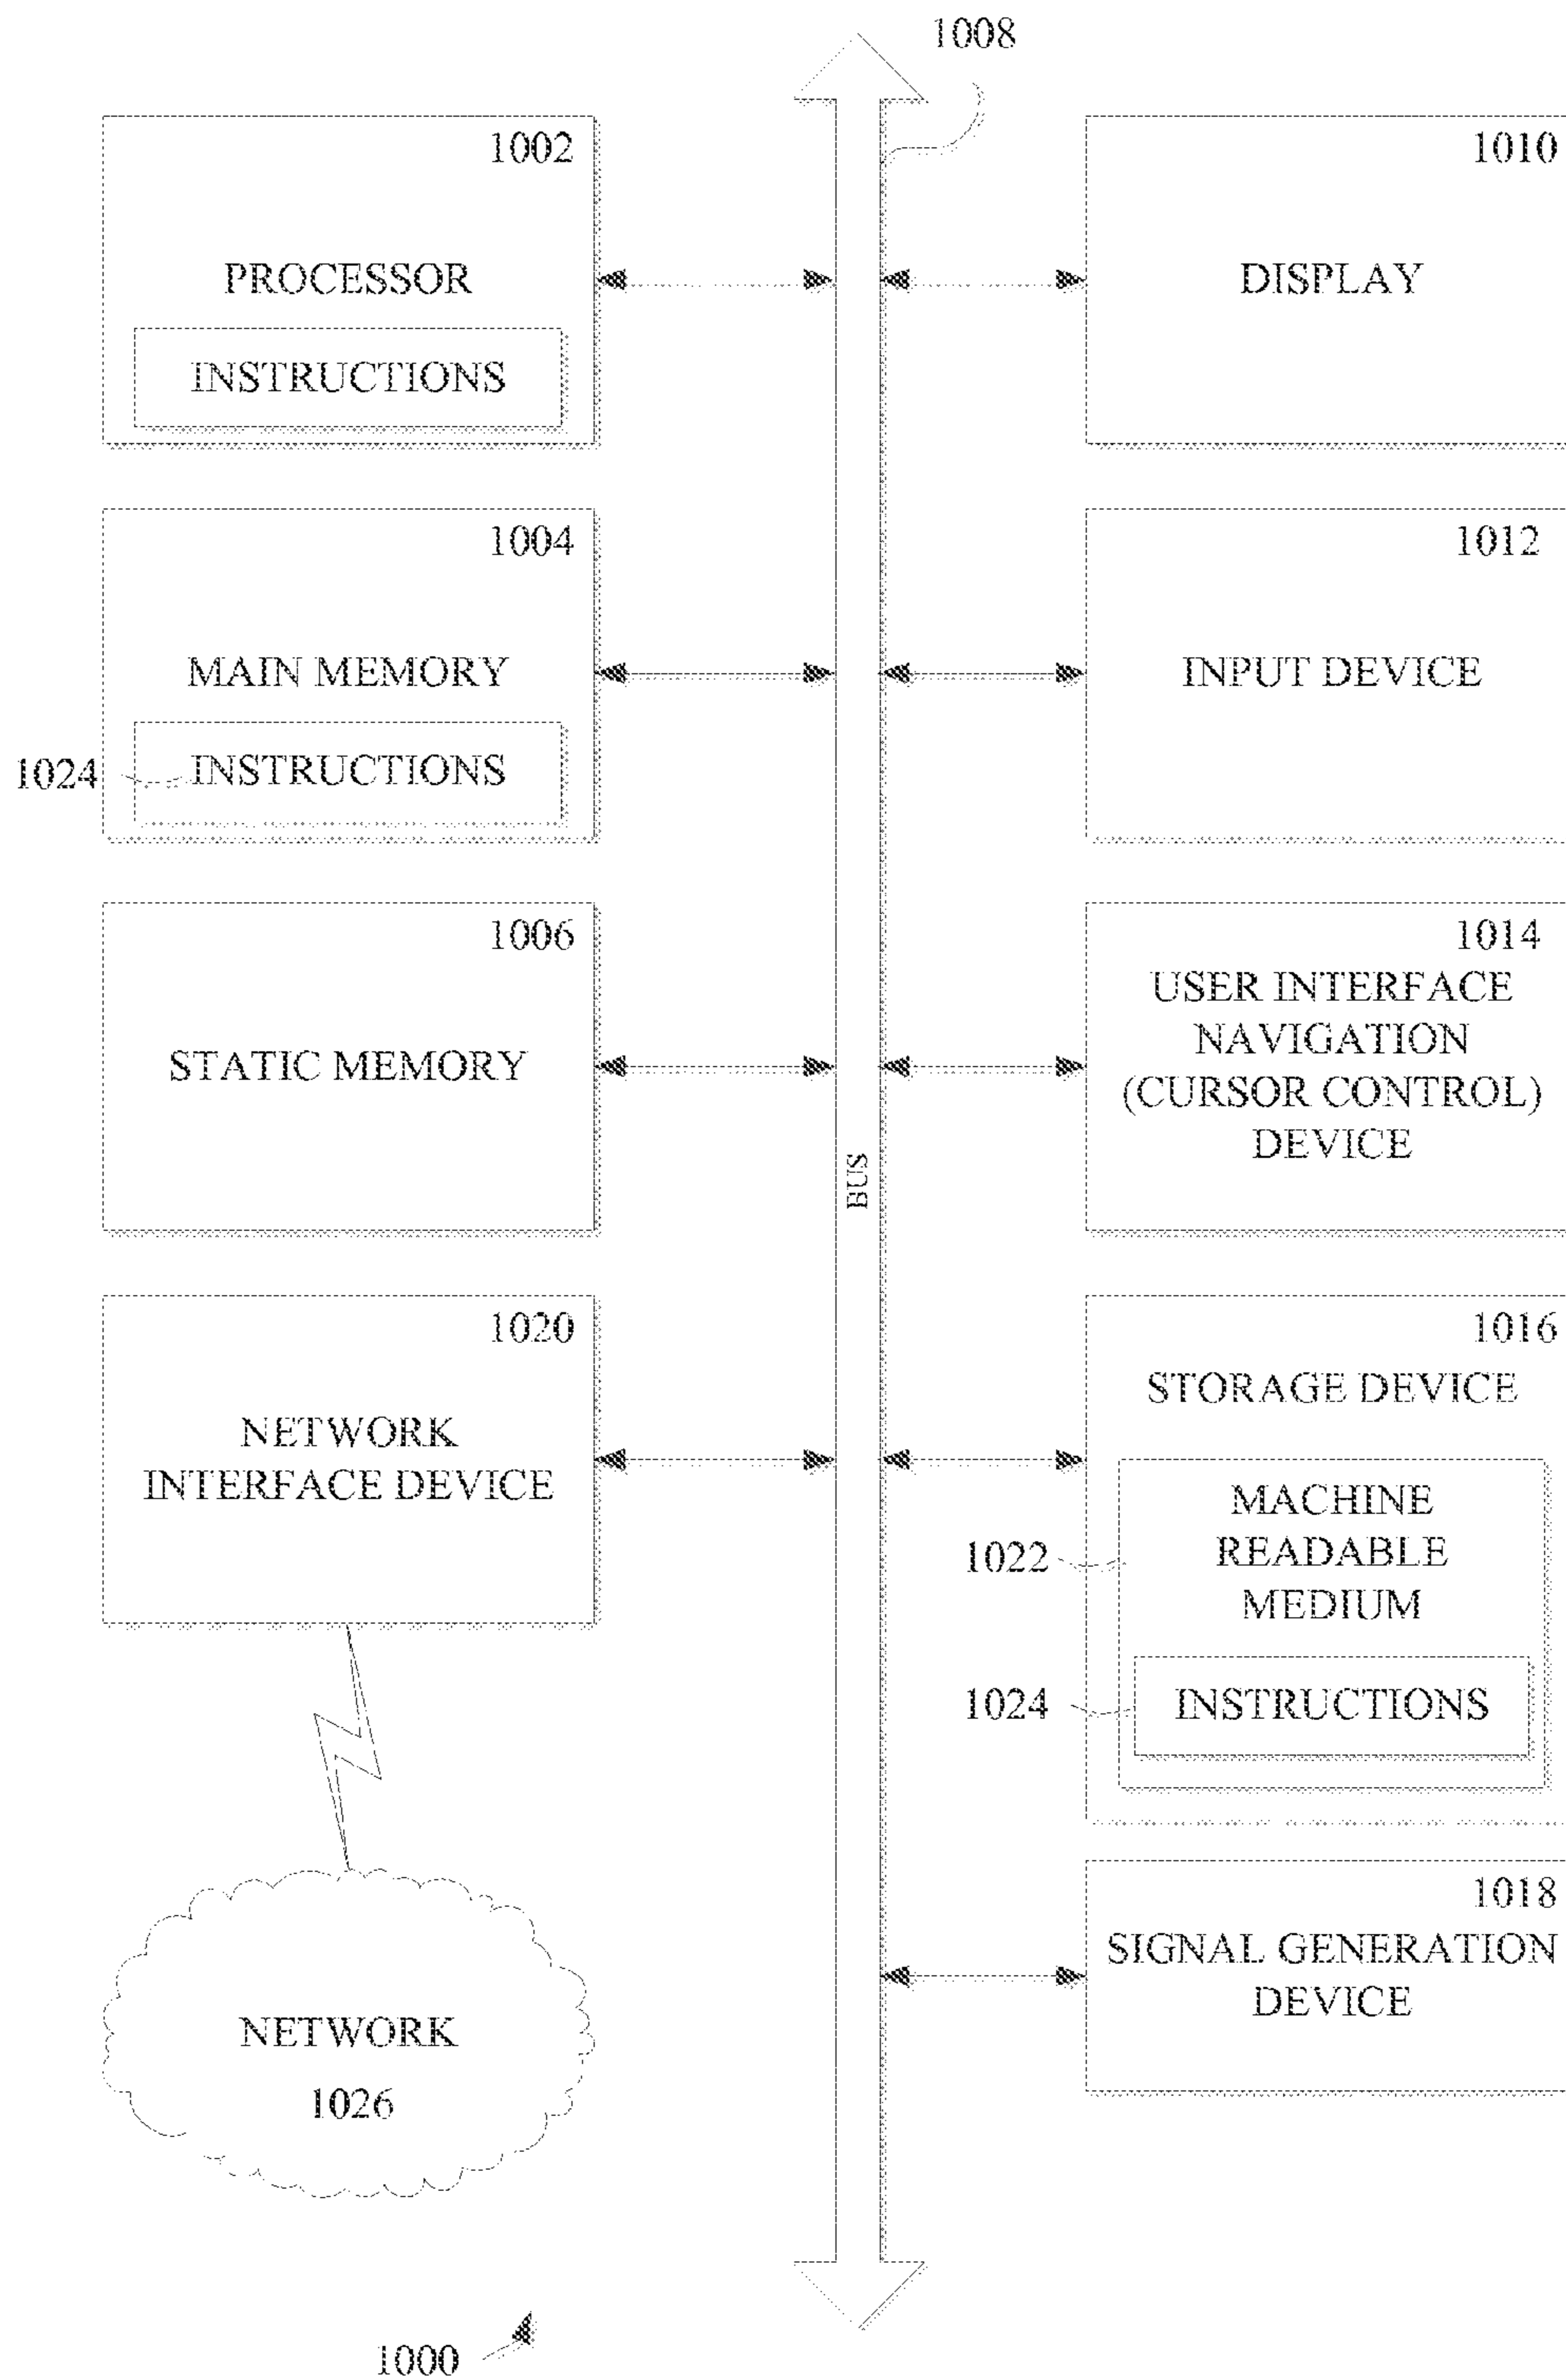 1008
1002
PROCESSOR
INSTRUCTIONS
1004
MAIN MEMORY
1024
INSTRUCTIONS
1006
STATIC MEMORY
1020
NETWORK
INTERFACE DEVICE
NETWORK
1026
1000
BUS
1010
DISPLAY
1012
INPUT DEVICE
1014
USER INTERFACE
NAVIGATION
(CURSOR CONTROL)
DEVICE
1016
STORAGE DEVICE
MACHINE
READABLE
MEDIUM
1022
1024
INSTRUCTIONS
1018
SIGNAL GENERATION
DEVICE